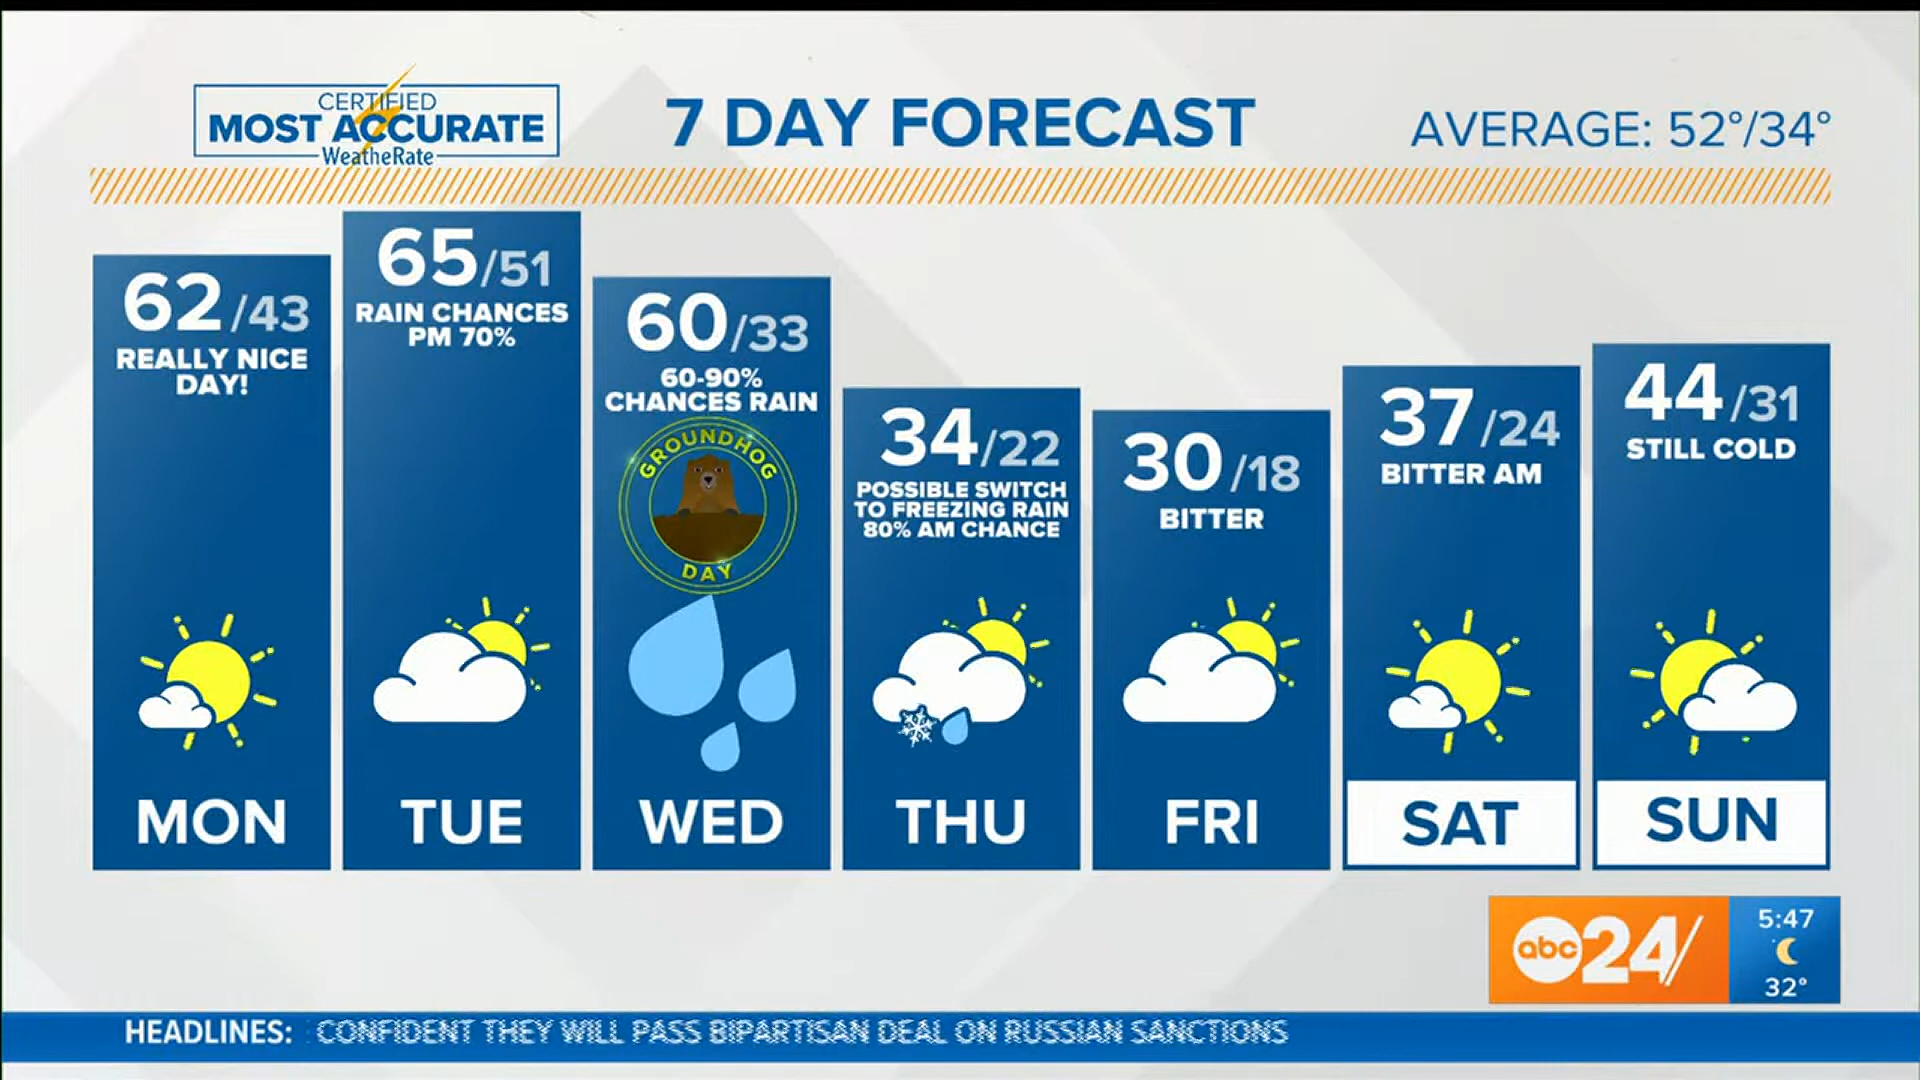 CERTIFIED
MOST ACCURATE
WeatheRate
7 DAY FORECAST
AVERAGE: 52°/34°
62/43
REALLY NICE
DAY!
MON
65/51
RAIN CHANCES
PM 70%
TUE
60/33
60-90%
CHANCES RAIN
GROUNDHOG
DAY
WED
34/22
POSSIBLE SWITCH
TO FREEZING RAIN
80% AM CHANCE
THU
30/18
BITTER
FRI
37/24
BITTER AM
SAT
44/31
STILL COLD
SUN
abc24/
5:47
32°
HEADLINES: CONFIDENT THEY WILL PASS BIPARTISAN DEAL ON RUSSIAN SANCTIONS